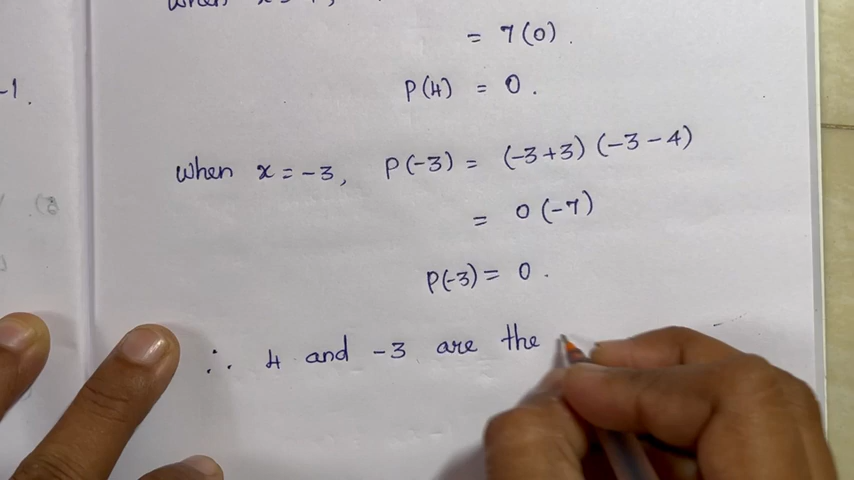 -1.
= 7(0).
P(4) = 0.
When x = -3, P(-3) = (-3+3) (-3-4)
= 0(-7)
P(-3) = 0.
∴ 4 and -3 are the